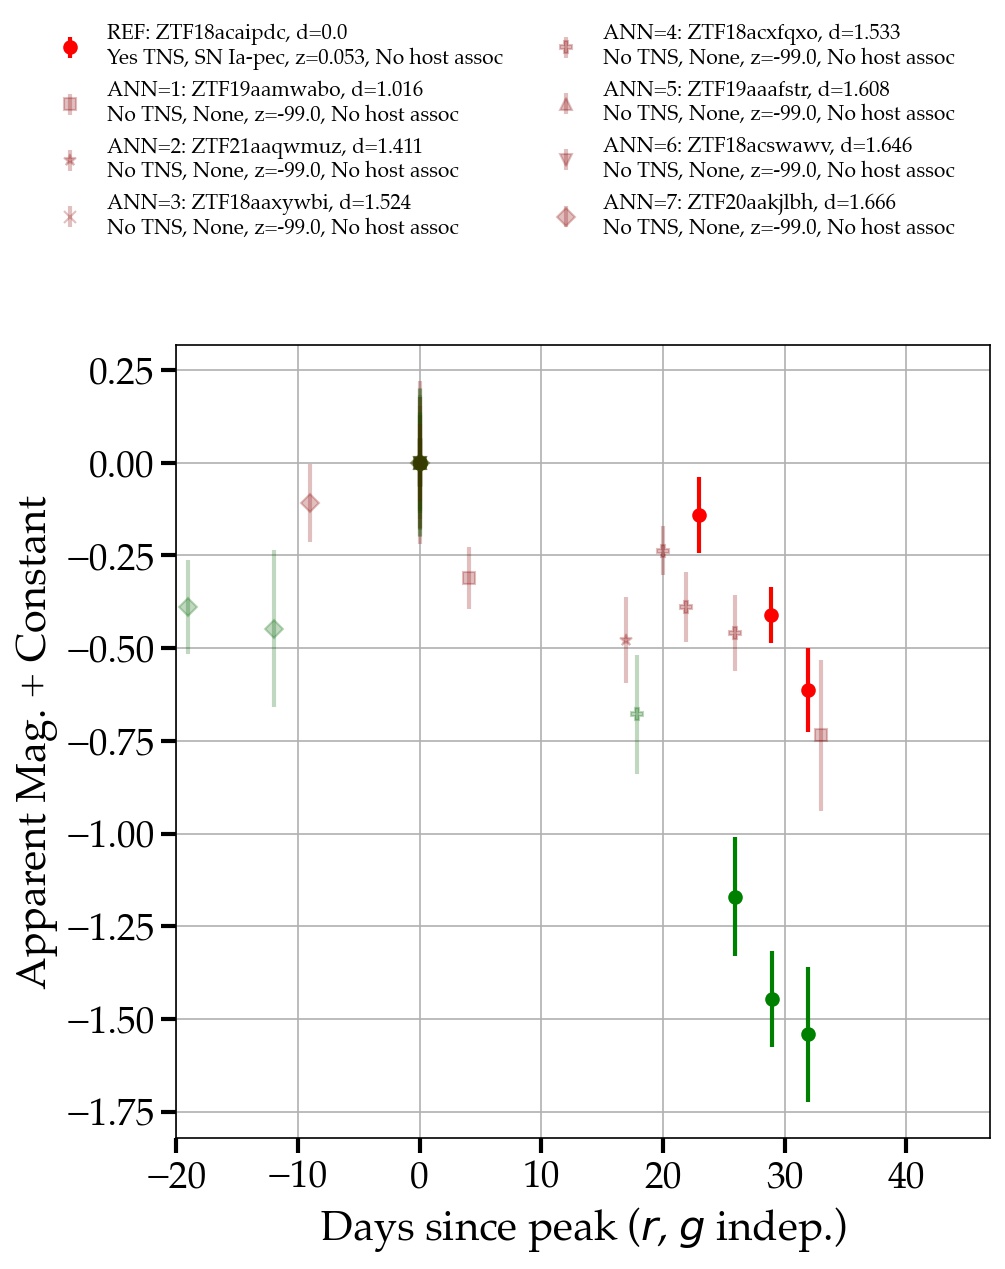 REF: ZTF18acaipdc, d=0.0
Yes TNS, SN Ia-pec, z=0.053, No host assoc
ANN=1: ZTF19aamwabo, d=1.016
No TNS, None, z=-99.0, No host assoc
ANN=2: ZTF21aaqwmuz, d=1.411
No TNS, None, z=-99.0, No host assoc
ANN=3: ZTF18aaxywbi, d=1.524
No TNS, None, z=-99.0, No host assoc
ANN=4: ZTF18acxfqxo, d=1.533
No TNS, None, z=-99.0, No host assoc
ANN=5: ZTF19aaafstr, d=1.608
No TNS, None, z=-99.0, No host assoc
ANN=6: ZTF18acswawv, d=1.646
No TNS, None, z=-99.0, No host assoc
ANN=7: ZTF20aakjlbh, d=1.666
No TNS, None, z=-99.0, No host assoc
Apparent Mag. + Constant
0.25
0.00
−0.25
−0.50
−0.75
−1.00
−1.25
−1.50
−1.75
−20
−10
0
10
20
30
40
Days since peak (r, g indep.)